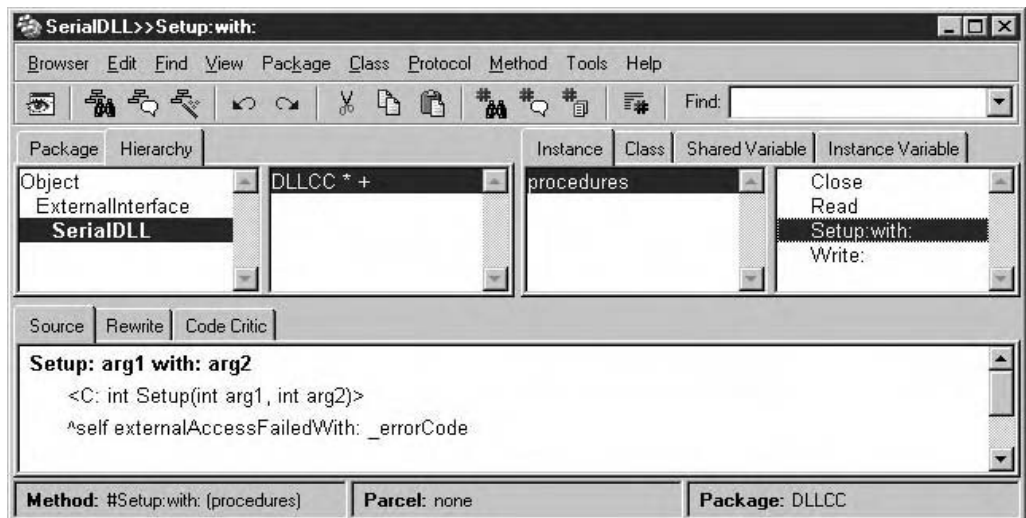 SerialDLL>>Setup:with:
Browser Edit Find View Package Class Protocol Method Tools Help
Find:
Package Hierarchy
Instance Class Shared Variable Instance Variable
Object
ExternalInterface
SerialDLL
DLLCC * +
procedures
Close
Read
Setup:with:
Write:
Source Rewrite Code Critic
Setup: arg1 with: arg2
<C: int Setup(int arg1, int arg2)>
^self externalAccessFailedWith: _errorCode
Method: #Setup:with: (procedures) Parcel: none Package: DLLCC